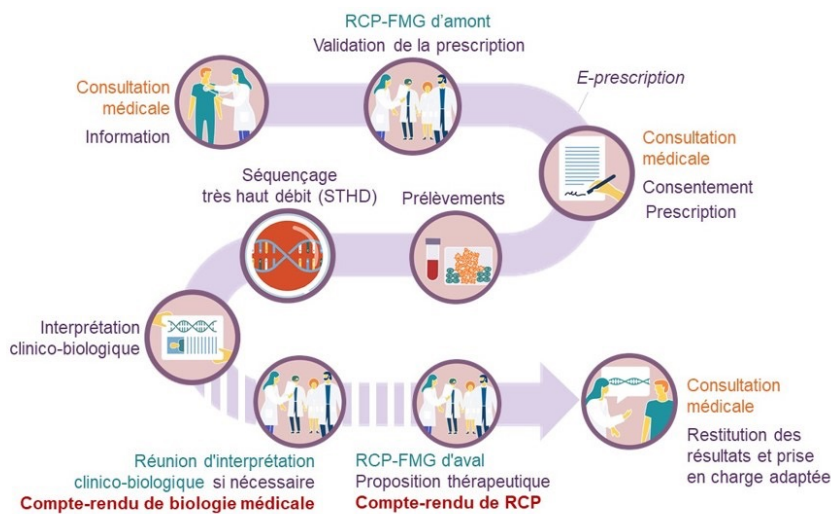 RCP-FMG d'amont
Validation de la prescription
Consultation
médicale
Information
E-prescription
Consultation
médicale
Consentement
Prescription
Prélèvements
Séquençage
très haut débit (STHD)
Interprétation
clinico-biologique
Réunion d'interprétation
clinico-biologique si nécessaire
Compte-rendu de biologie médicale
RCP-FMG d'aval
Proposition thérapeutique
Compte-rendu de RCP
Consultation
médicale
Restitution des
résultats et prise
en charge adaptée